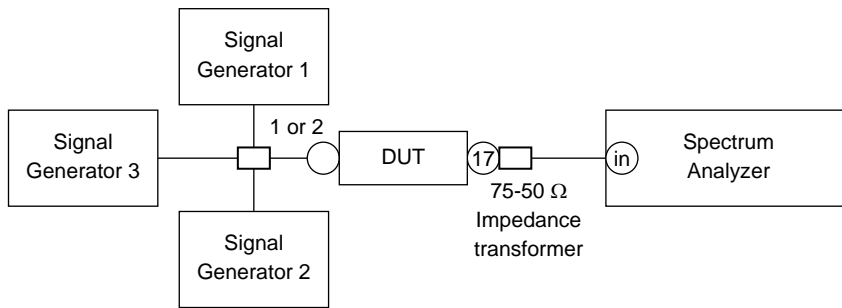 Signal
Generator 1
1 or 2
Signal
Generator 3
DUT
17
in
Spectrum
Analyzer
75-50 Ω
Impedance
transformer
Signal
Generator 2